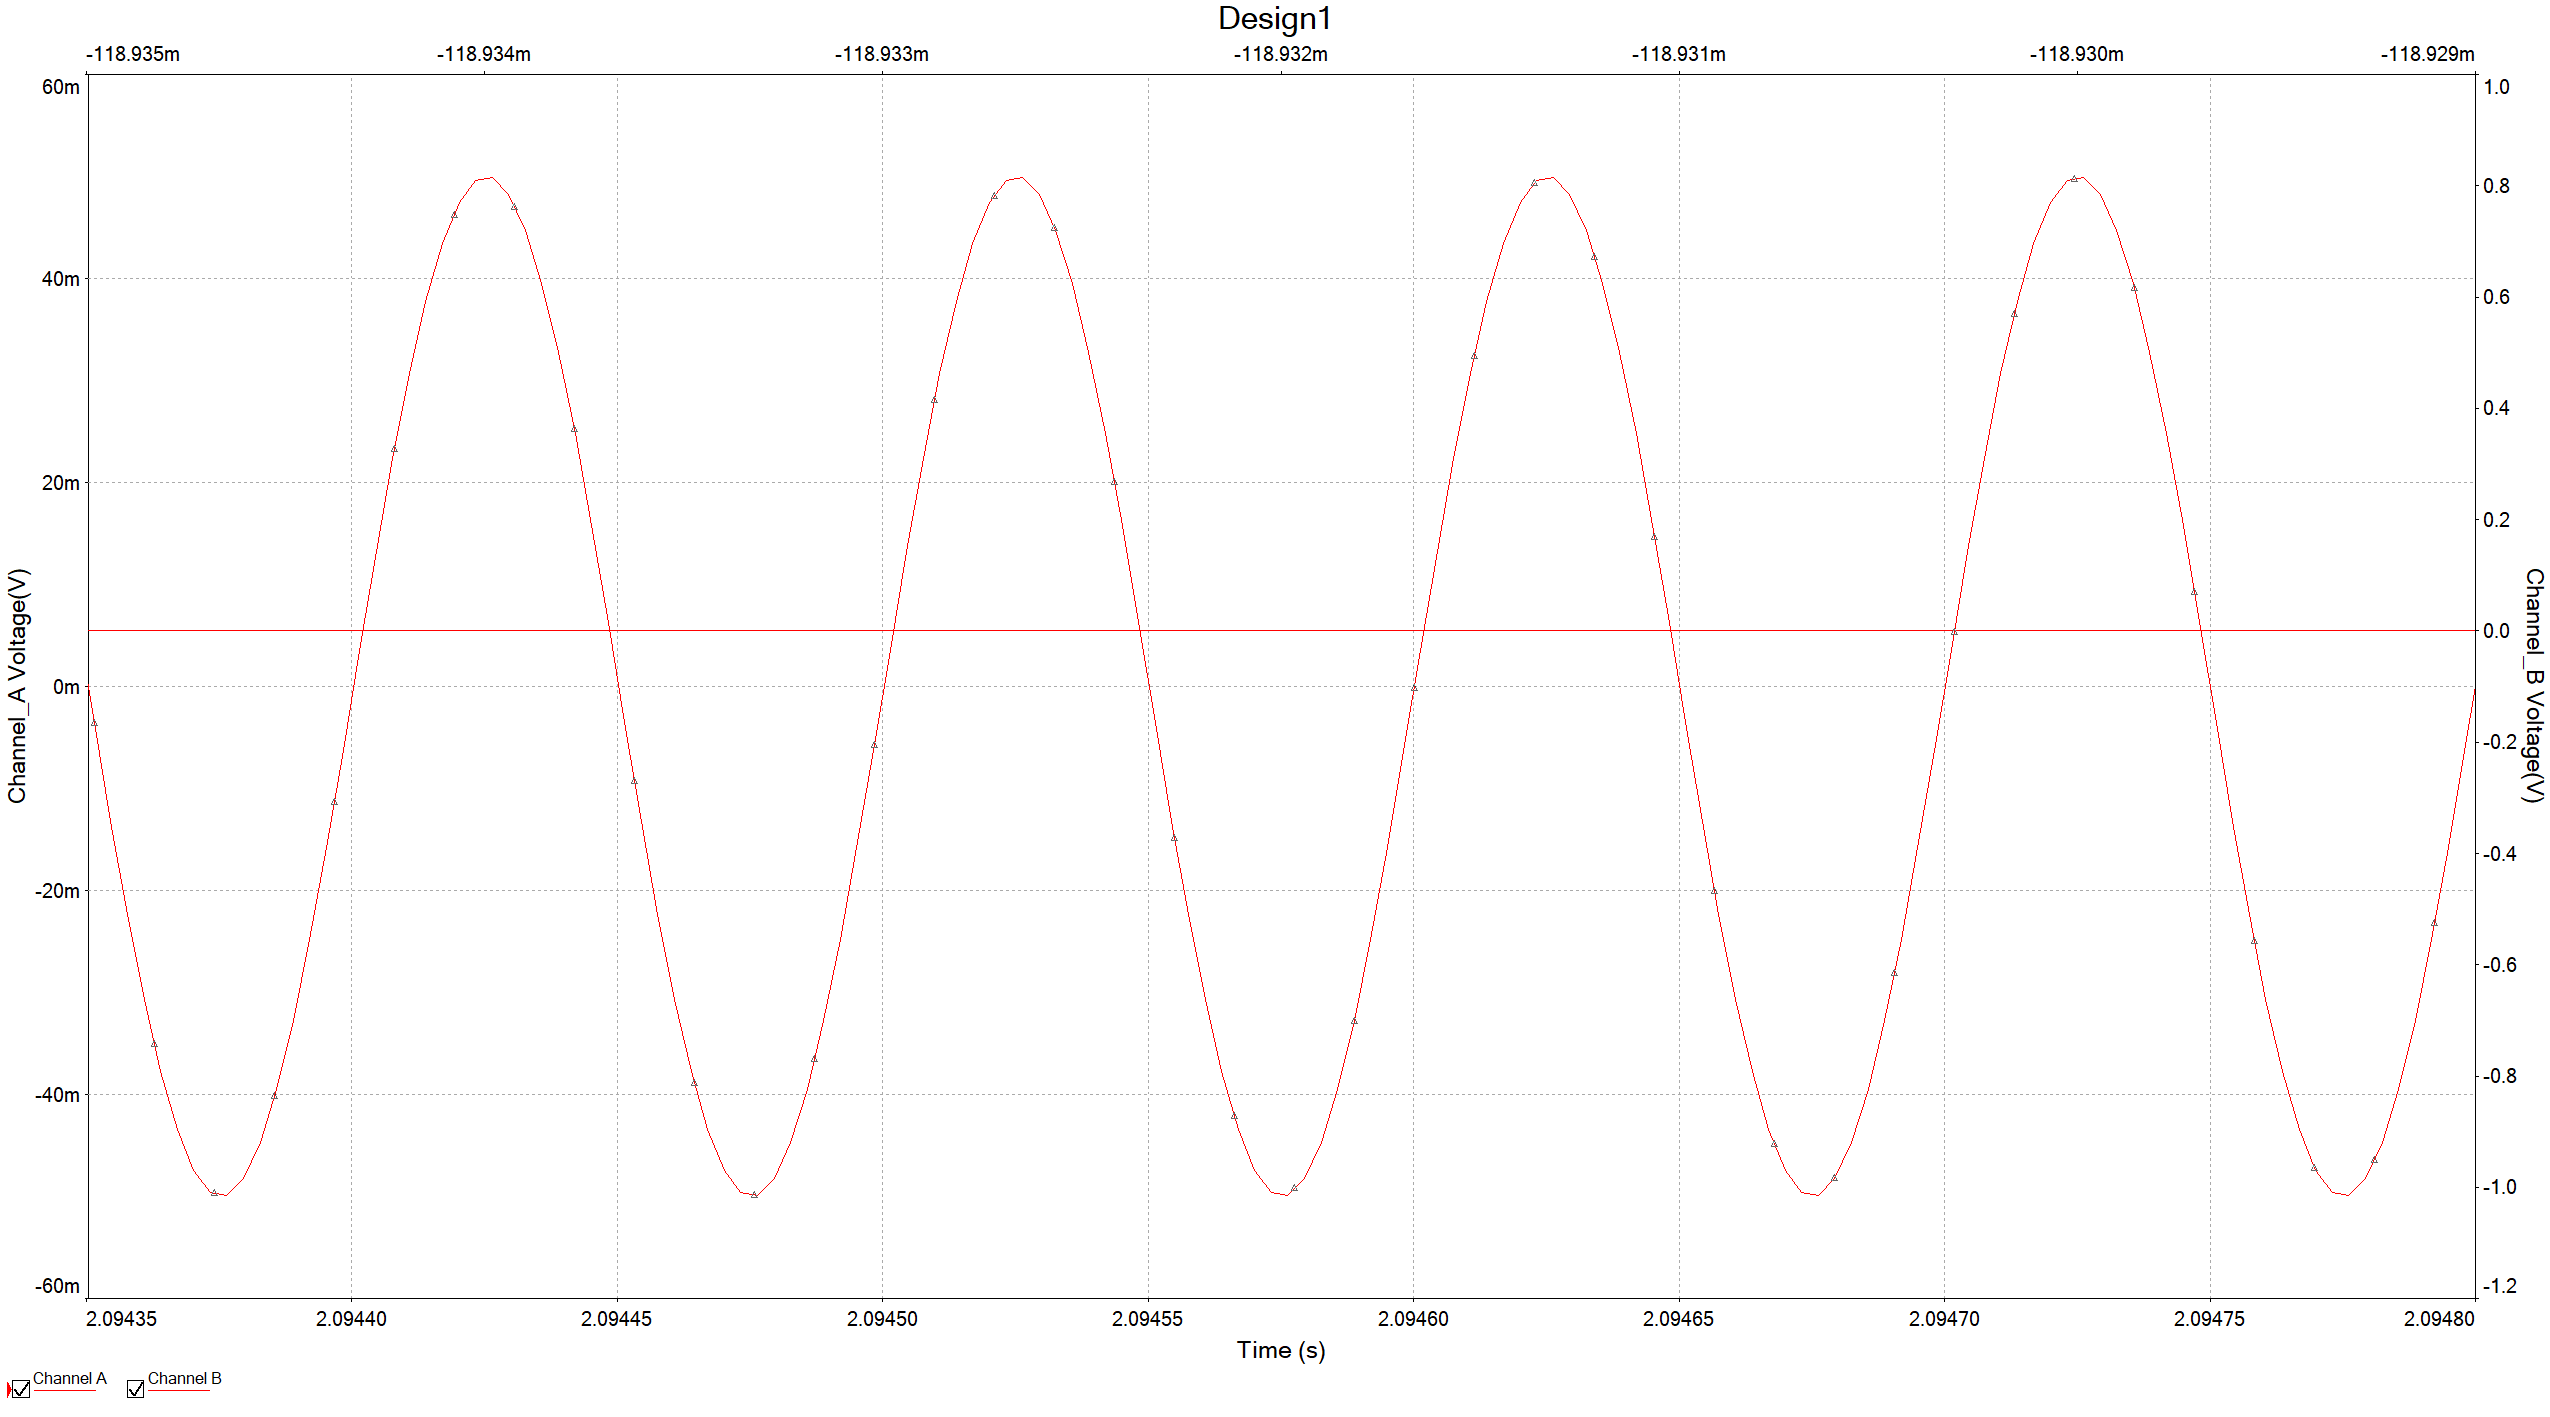 Design1
-118.935m -118.934m -118.933m -118.932m -118.931m -118.930m -118.929m
60m
40m
20m
0m
-20m
-40m
-60m
Channel_A Voltage(V)
1.0
0.8
0.6
0.4
0.2
0.0
-0.2
-0.4
-0.6
-0.8
-1.0
-1.2
Channel_B Voltage(V)
2.09435 2.09440 2.09445 2.09450 2.09455 2.09460 2.09465 2.09470 2.09475 2.09480
Time (s)
Channel A Channel B